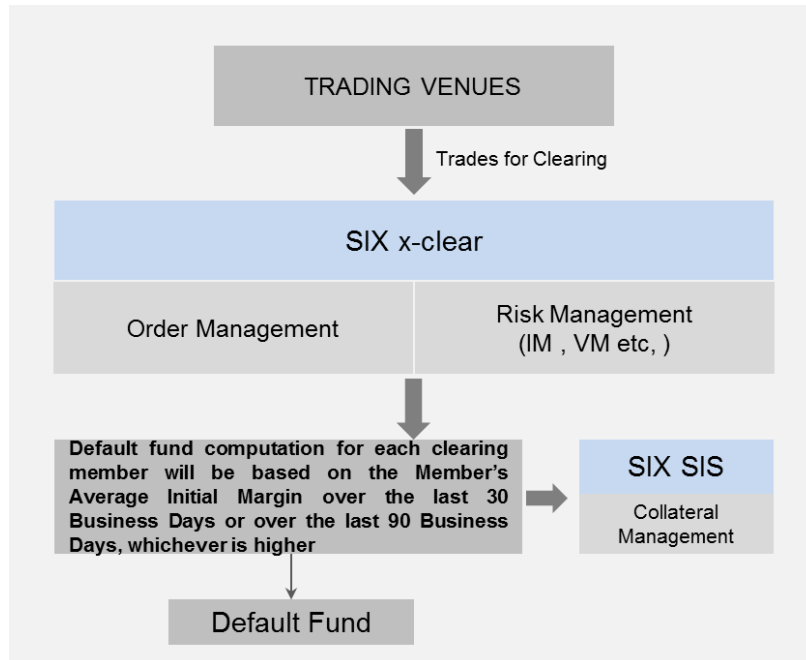 TRADING VENUES
Trades for Clearing
SIX x-clear
Order Management
Risk Management
(IM , VM etc, )
Default fund computation for each clearing
member will be based on the Member's
Average Initial Margin over the last 30
Business Days or over the last 90 Business
Days, whichever is higher
SIX SIS
Collateral
Management
Default Fund